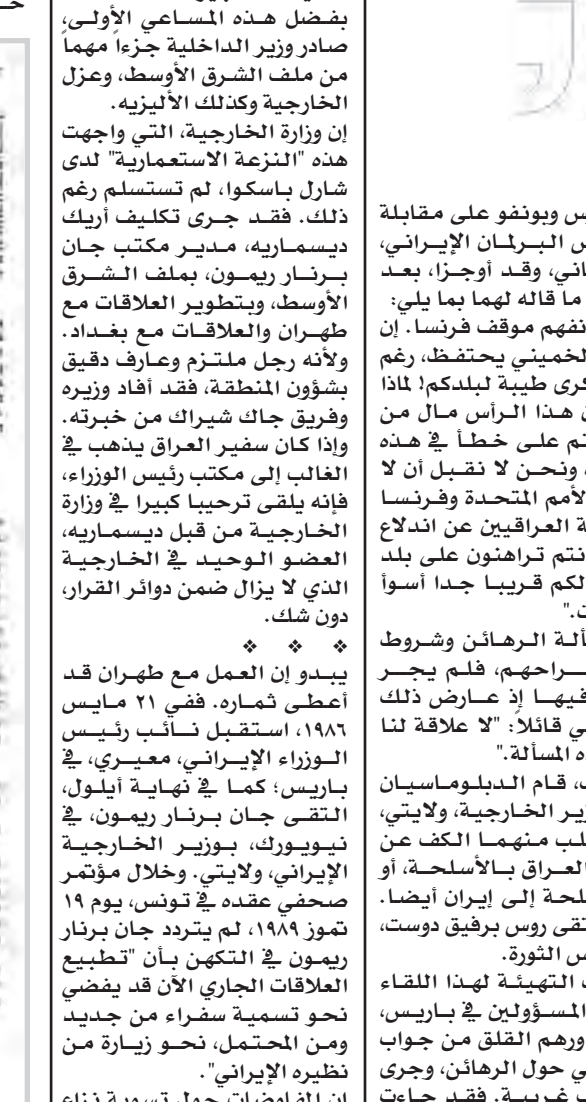 بفضل هذه المساعي الأولى،
صادر وزير الداخلية جزءاً مهماً
من ملف الشرق الأوسط، وعزل
الخارجية وكذلك الأليزيه.
إن وزارة الخارجية، التي واجهت
هذه "النزعة الاستعمارية" لدى
شارل باسكوا، لم تستسلم رغم
ذلك. فقد جرى تكليف أريك
ديسماريه، مدير مكتب جان
برنار ريمون، بملف الشرق
الأوسط، وبتطوير العلاقات مع
طهران والعلاقات مع بغداد.
ولأنه رجل ملتزم وعارف دقيق
بشؤون المنطقة، فقد أفاد وزيره
وفريق جاك شيراك من خبرته.
وإذا كان سفير العراق يذهب في
الغالب إلى مكتب رئيس الوزراء،
فإنه يلقى ترحيبا كبيرا في وزارة
الخارجية من قبل ديسماريه،
العضو الوحيد في الخارجية
الذي لا يزال ضمن دوائر القرار،
دون شك.
❖ ❖ ❖
يبدو إن العمل مع طهران قد
أعطى ثماره. ففي ٢١ مايس
١٩٨٦، استقبل نائب رئيس
الوزراء الإيراني، معيري، في
باريس؛ كما في نهاية أيلول،
التقى جان برنار ريمون، في
نيويورك، بوزير الخارجية
الإيراني، ولايتي. وخلال مؤتمر
صحفي عقده في تونس، يوم ١٩
تموز ١٩٨٩، لم يتردد جان برنار
ريمون في التكهن بأن "تطبيع
العلاقات الجاري الآن قد يفضي
نحو تسمية سفراء من جديد
ومن المحتمل، نحو زيارة من
نظيره الإيراني".
إن المفاوضات حول تسوية نزاع
س وبونفو على مقابلة
س البرلمان الإيراني،
اني، وقد أوجزا، بعد
ما قاله لهما بما يلي:
نفهم موقف فرنسا. إن
لخميني يحتفظ، رغم
كرى طيبة لبلدكم! لماذا
ن هذا الرأس مال من
تم على خطأ في هذه
ونحن لا نقبل أن لا
لأمم المتحدة وفرنسا
ة العراقيين عن اندلاع
نتم تراهنون على بلد
لكم قريبا جدا أسوأ
ت."
ألة الرهائن وشروط
ـراحهم، فلم يجـر
فيها إذ عارض ذلك
ي قائلاً: "لا علاقة لنا
ه المسألة."
، قام الدبلوماسيان
زير الخارجية، ولايتي،
لب منهما الكف عن
العراق بالأسلحة، أو
لحة إلى إيران أيضا.
تقى روس برفيق دوست،
س الثورة.
التهيئة لهذا اللقاء
المسؤولين في باريس،
ورهم القلق من جواب
ي حول الرهائن، وجرى
غريبة. فقد جاءت